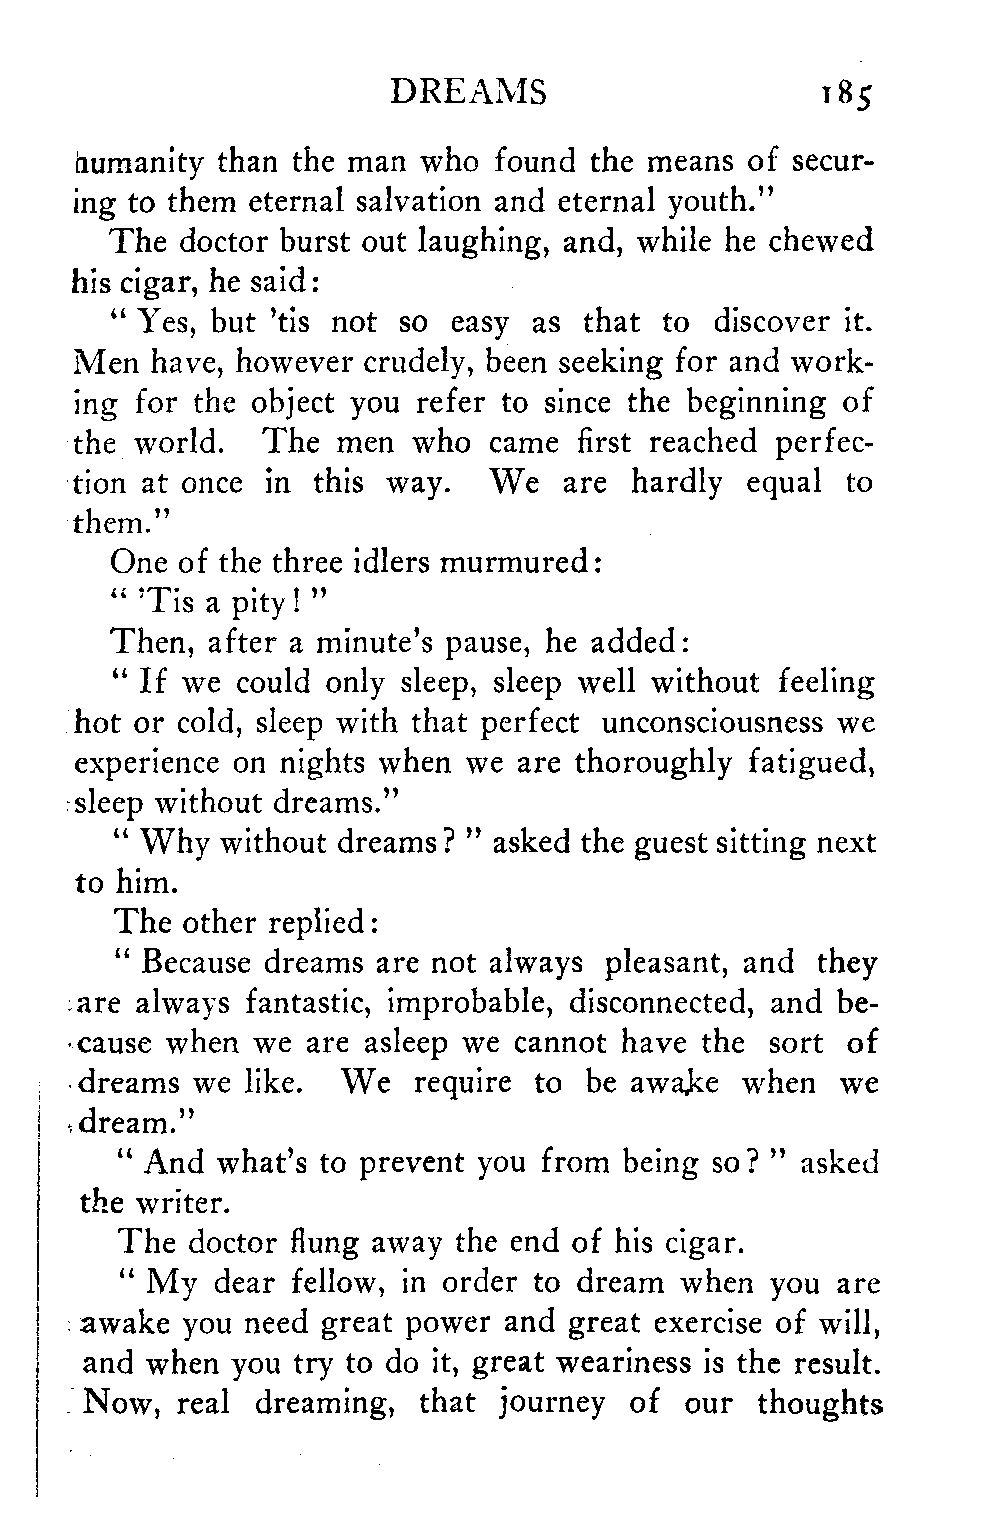 DREAMS 185
humanity than the man who found the means of secur-
ing to them eternal salvation and eternal youth."
The doctor burst out laughing, and, while he chewed
his cigar, he said:
" Yes, but 'tis not so easy as that to discover it.
Men have, however crudely, been seeking for and work-
ing for the object you refer to since the beginning of
the world. The men who came first reached perfec-
tion at once in this way. We are hardly equal to
them."
One of the three idlers murmured:
" 'Tis a pity! "
Then, after a minute's pause, he added:
" If we could only sleep, sleep well without feeling
hot or cold, sleep with that perfect unconsciousness we
experience on nights when we are thoroughly fatigued,
sleep without dreams."
" Why without dreams? " asked the guest sitting next
to him.
The other replied:
" Because dreams are not always pleasant, and they
are always fantastic, improbable, disconnected, and be-
cause when we are asleep we cannot have the sort of
dreams we like. We require to be awake when we
dream."
" And what's to prevent you from being so? " asked
the writer.
The doctor flung away the end of his cigar.
" My dear fellow, in order to dream when you are
awake you need great power and great exercise of will,
and when you try to do it, great weariness is the result.
Now, real dreaming, that journey of our thoughts